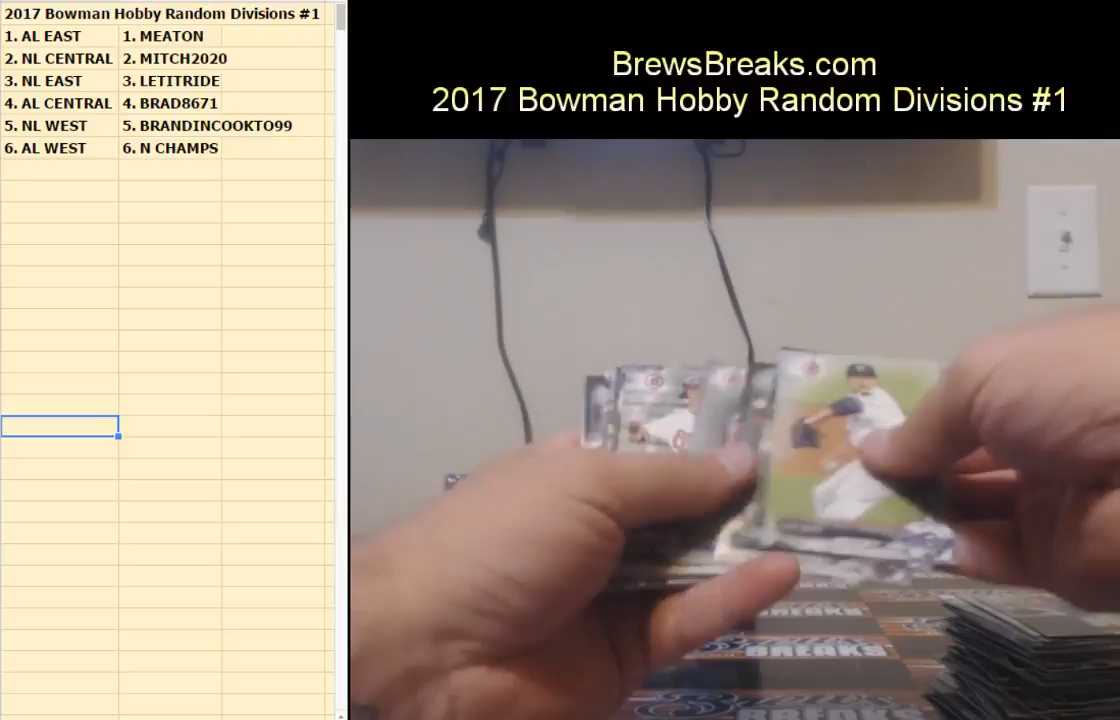 2017 Bowman Hobby Random Divisions #1
1. AL EAST 1. MEATON
2. NL CENTRAL 2. MITCH2020
3. NL EAST 3. LETITRIDE
4. AL CENTRAL 4. BRAD8671
5. NL WEST 5. BRANDINCOOKTO99
6. AL WEST 6. N CHAMPS
BrewsBreaks.com
2017 Bowman Hobby Random Divisions #1
BREAKS
BREAKS